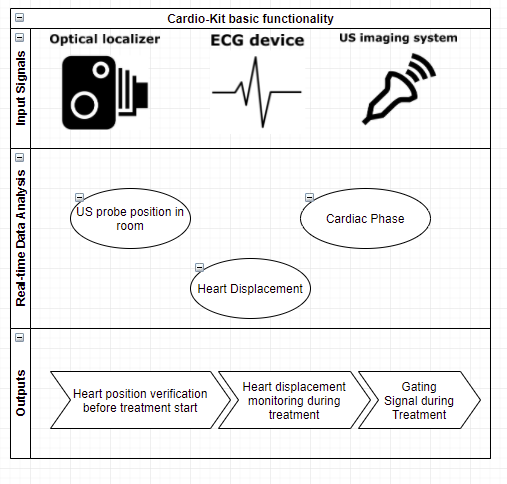 Cardio-Kit basic functionality
Input Signals
Optical localizer
ECG device
US imaging system
Real-time Data Analysis
US probe position in
room
Cardiac Phase
Heart Displacement
Outputs
Heart position verification
before treatment start
Heart displacement
monitoring during
treatment
Gating
Signal during
Treatment